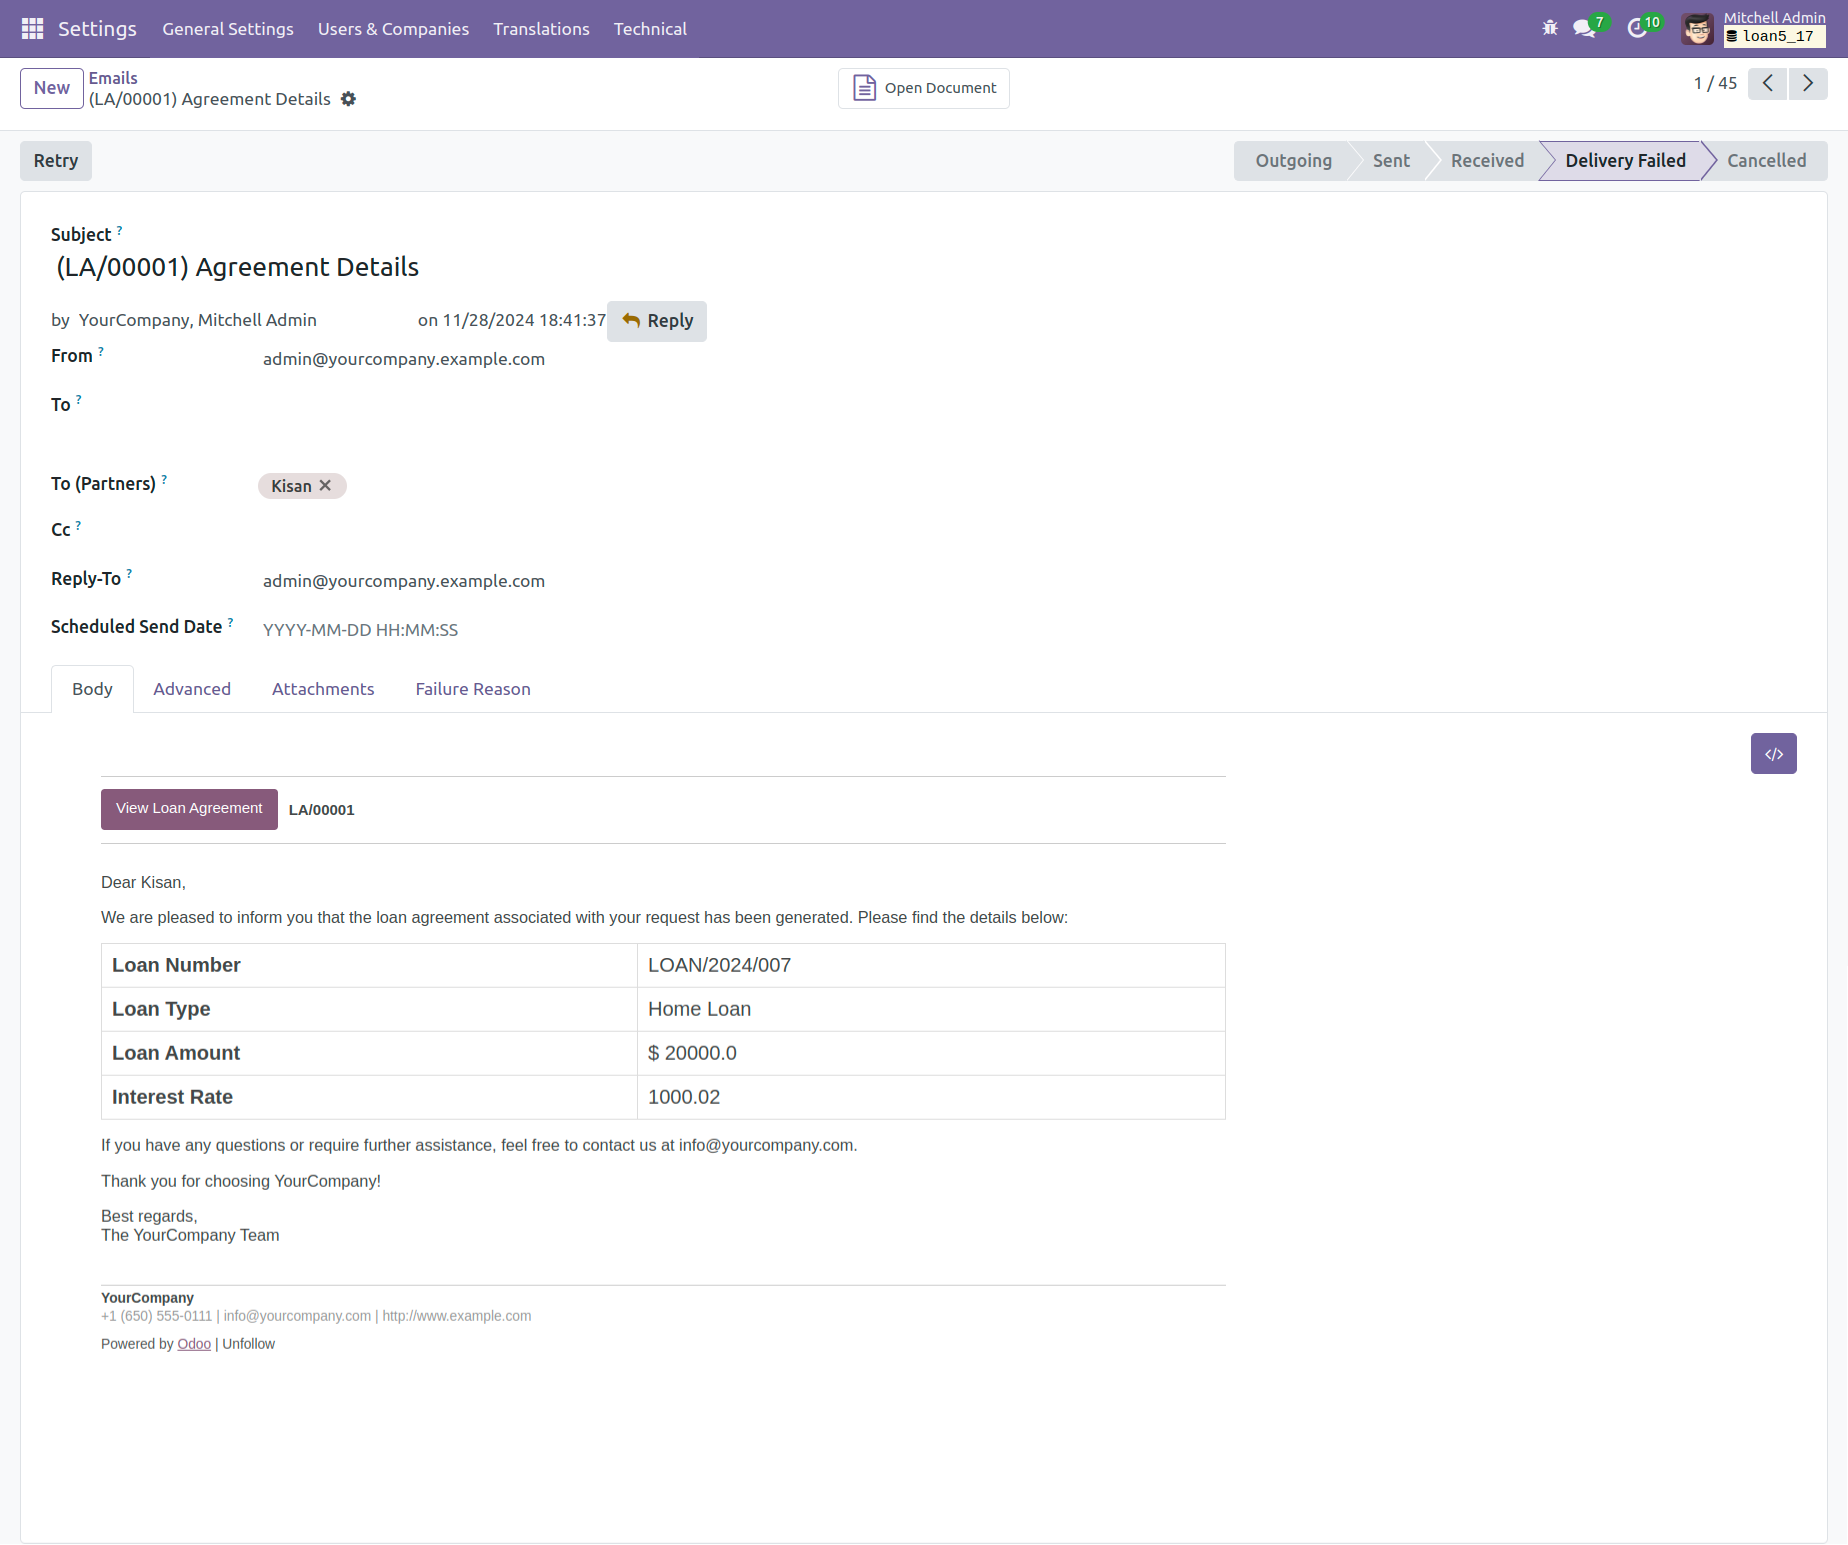 Settings General Settings Users & Companies Translations Technical 7 10 Mitchell Admin
loan5_17
New Emails
(LA/00001) Agreement Details
Open Document
1 / 45
Retry
Outgoing Sent Received Delivery Failed Cancelled
Subject ?
(LA/00001) Agreement Details
by YourCompany, Mitchell Admin on 11/28/2024 18:41:37 Reply
From ? admin@yourcompany.example.com
To ?
To (Partners) ? Kisan ✕
Cc ?
Reply-To ? admin@yourcompany.example.com
Scheduled Send Date ? YYYY-MM-DD HH:MM:SS
Body Advanced Attachments Failure Reason
</>
View Loan Agreement LA/00001
Dear Kisan,
We are pleased to inform you that the loan agreement associated with your request has been generated. Please find the details below:
Loan Number LOAN/2024/007
Loan Type Home Loan
Loan Amount $ 20000.0
Interest Rate 1000.02
If you have any questions or require further assistance, feel free to contact us at info@yourcompany.com.
Thank you for choosing YourCompany!
Best regards,
The YourCompany Team
YourCompany
+1 (650) 555-0111 | info@yourcompany.com | http://www.example.com
Powered by Odoo | Unfollow